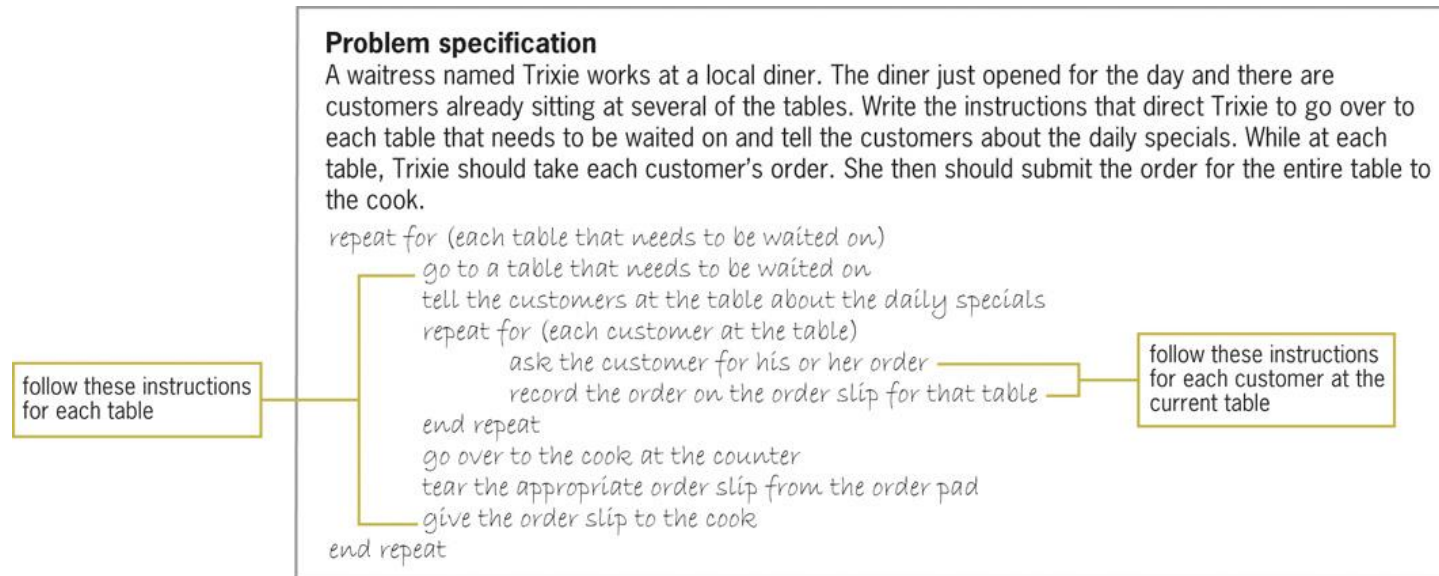 Problem specification
A waitress named Trixie works at a local diner. The diner just opened for the day and there are
customers already sitting at several of the tables. Write the instructions that direct Trixie to go over to
each table that needs to be waited on and tell the customers about the daily specials. While at each
table, Trixie should take each customer's order. She then should submit the order for the entire table to
the cook.
repeat for (each table that needs to be waited on)
go to a table that needs to be waited on
tell the customers at the table about the daily specials
repeat for (each customer at the table)
ask the customer for his or her order
record the order on the order slip for that table
end repeat
go over to the cook at the counter
tear the appropriate order slip from the order pad
give the order slip to the cook
end repeat
follow these instructions
for each table
follow these instructions
for each customer at the
current table